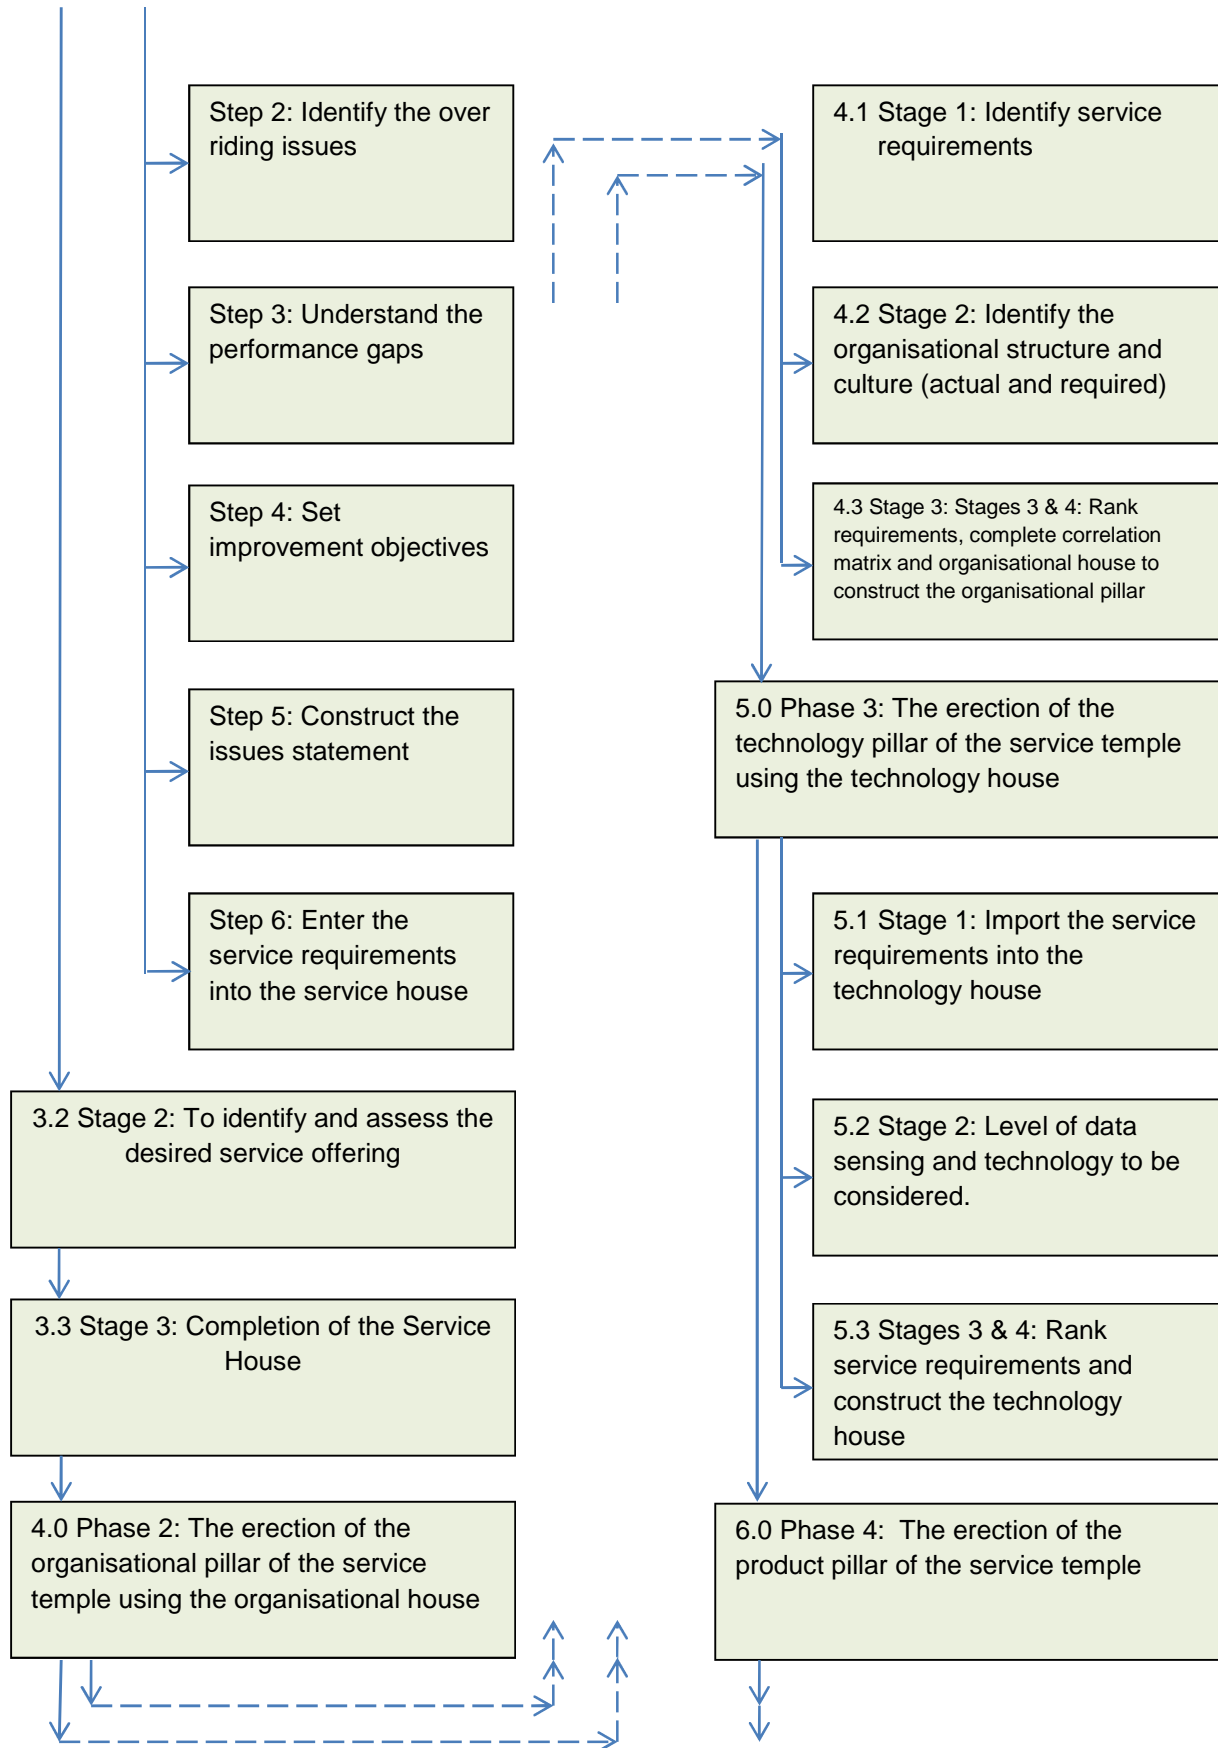 Step 2: Identify the over
riding issues
Step 3: Understand the
performance gaps
Step 4: Set
improvement objectives
Step 5: Construct the
issues statement
Step 6: Enter the
service requirements
into the service house
3.2 Stage 2: To identify and assess the
desired service offering
3.3 Stage 3: Completion of the Service
House
4.0 Phase 2: The erection of the
organisational pillar of the service
temple using the organisational house
4.1 Stage 1: Identify service
requirements
4.2 Stage 2: Identify the
organisational structure and
culture (actual and required)
4.3 Stage 3: Stages 3 & 4: Rank
requirements, complete correlation
matrix and organisational house to
construct the organisational pillar
5.0 Phase 3: The erection of the
technology pillar of the service temple
using the technology house
5.1 Stage 1: Import the service
requirements into the
technology house
5.2 Stage 2: Level of data
sensing and technology to be
considered.
5.3 Stages 3 & 4: Rank
service requirements and
construct the technology
house
6.0 Phase 4: The erection of the
product pillar of the service temple